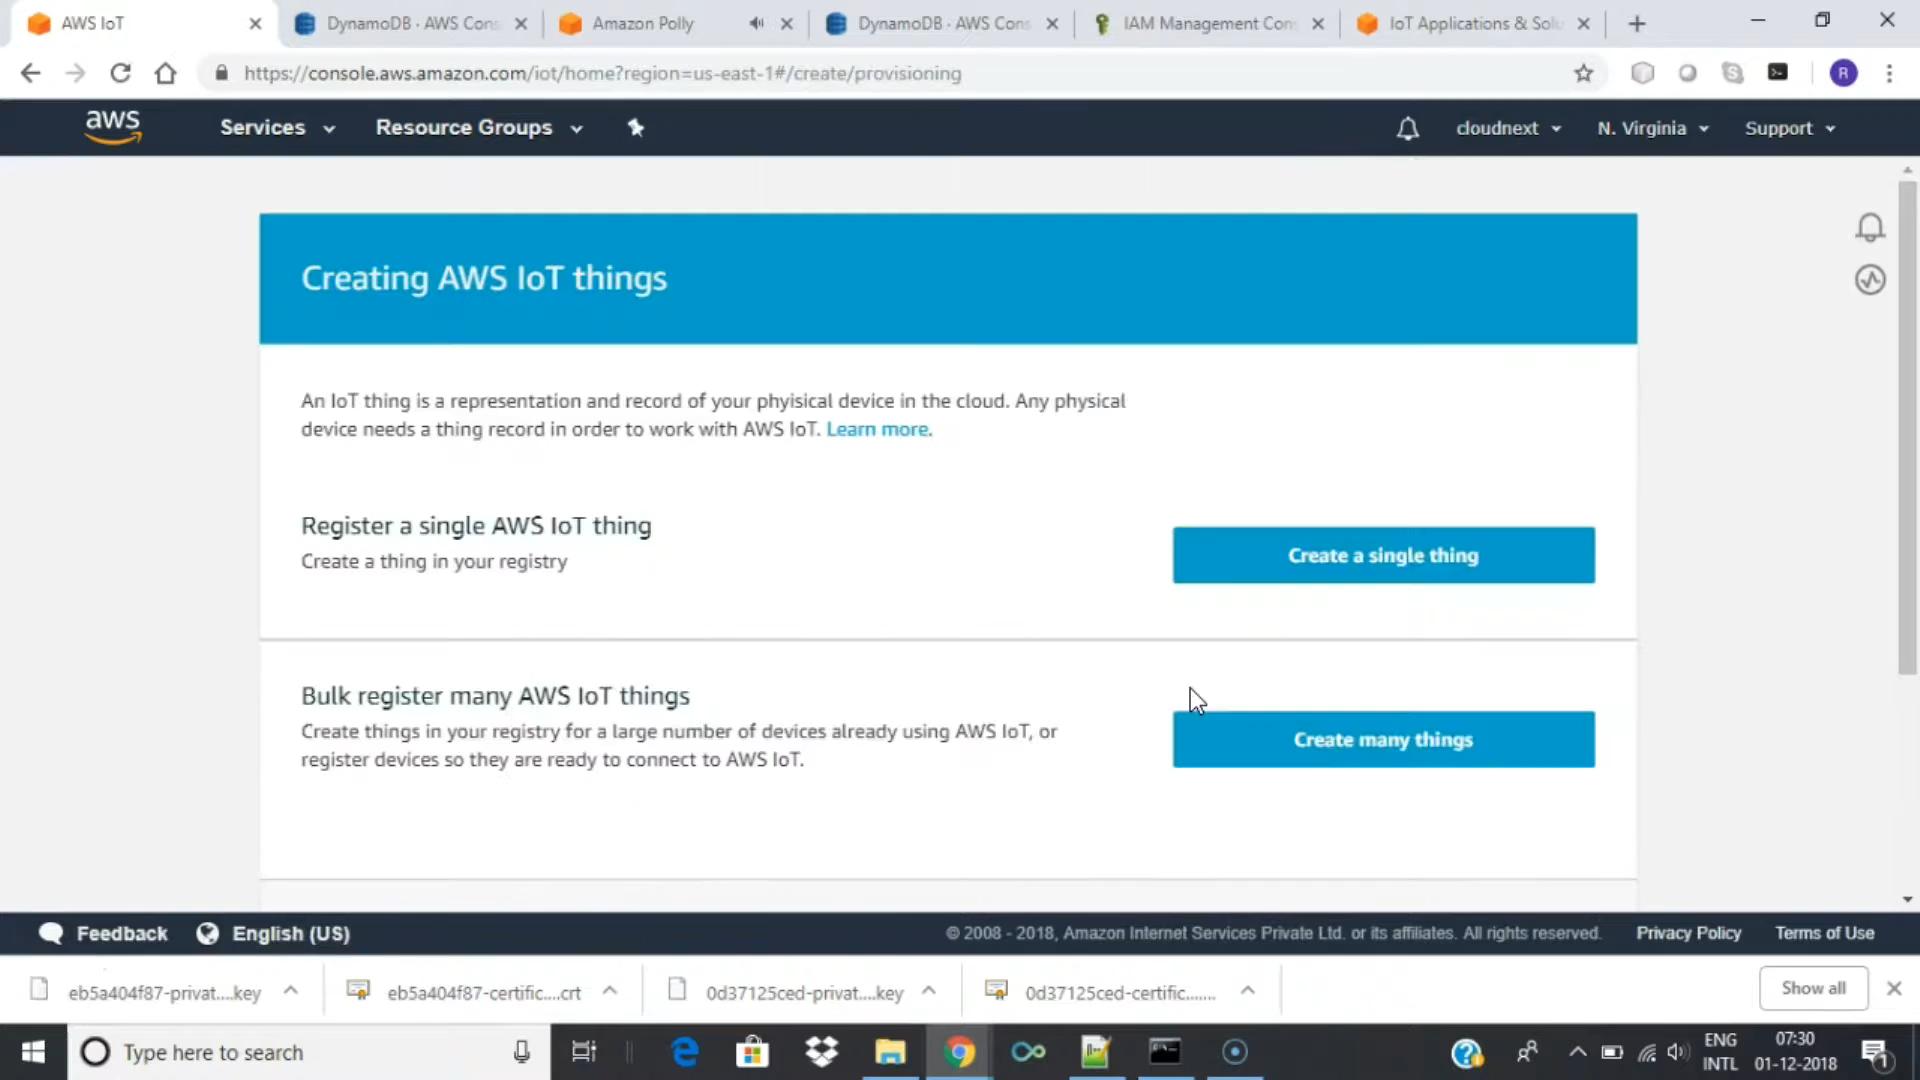 AWS IoT
DynamoDB · AWS Cons
Amazon Polly
DynamoDB · AWS Cons
IAM Management Con
IoT Applications & Solu
https://console.aws.amazon.com/iot/home?region=us-east-1#/create/provisioning
R
aws
Services
Resource Groups
cloudnext
N. Virginia
Support
Creating AWS IoT things
An IoT thing is a representation and record of your phyisical device in the cloud. Any physical
device needs a thing record in order to work with AWS IoT. Learn more.
Register a single AWS IoT thing
Create a thing in your registry
Create a single thing
Bulk register many AWS IoT things
Create things in your registry for a large number of devices already using AWS IoT, or
register devices so they are ready to connect to AWS IoT.
Create many things
Feedback
English (US)
© 2008 - 2018, Amazon Internet Services Private Ltd. or its affiliates. All rights reserved.
Privacy Policy
Terms of Use
eb5a404f87-privat....key
eb5a404f87-certific....crt
0d37125ced-privat....key
0d37125ced-certific.......
Show all
Type here to search
ENG
INTL
07:30
01-12-2018
1